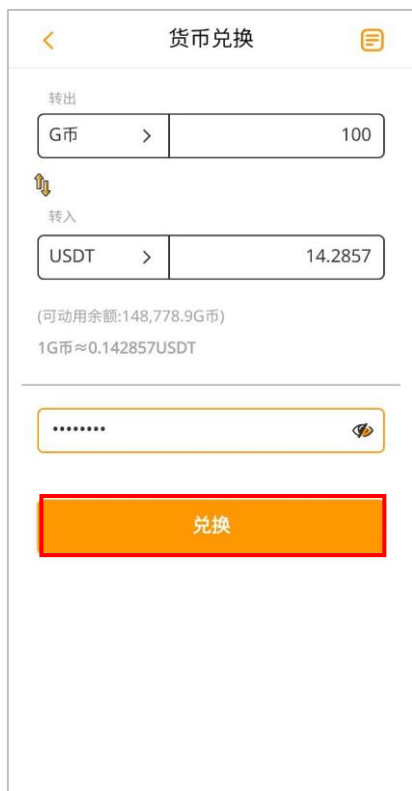 货币兑换
转出
G币 > 100
转入
USDT > 14.2857
(可动用余额:148,778.9G币)
1G币≈0.142857USDT
••••••••
兑换